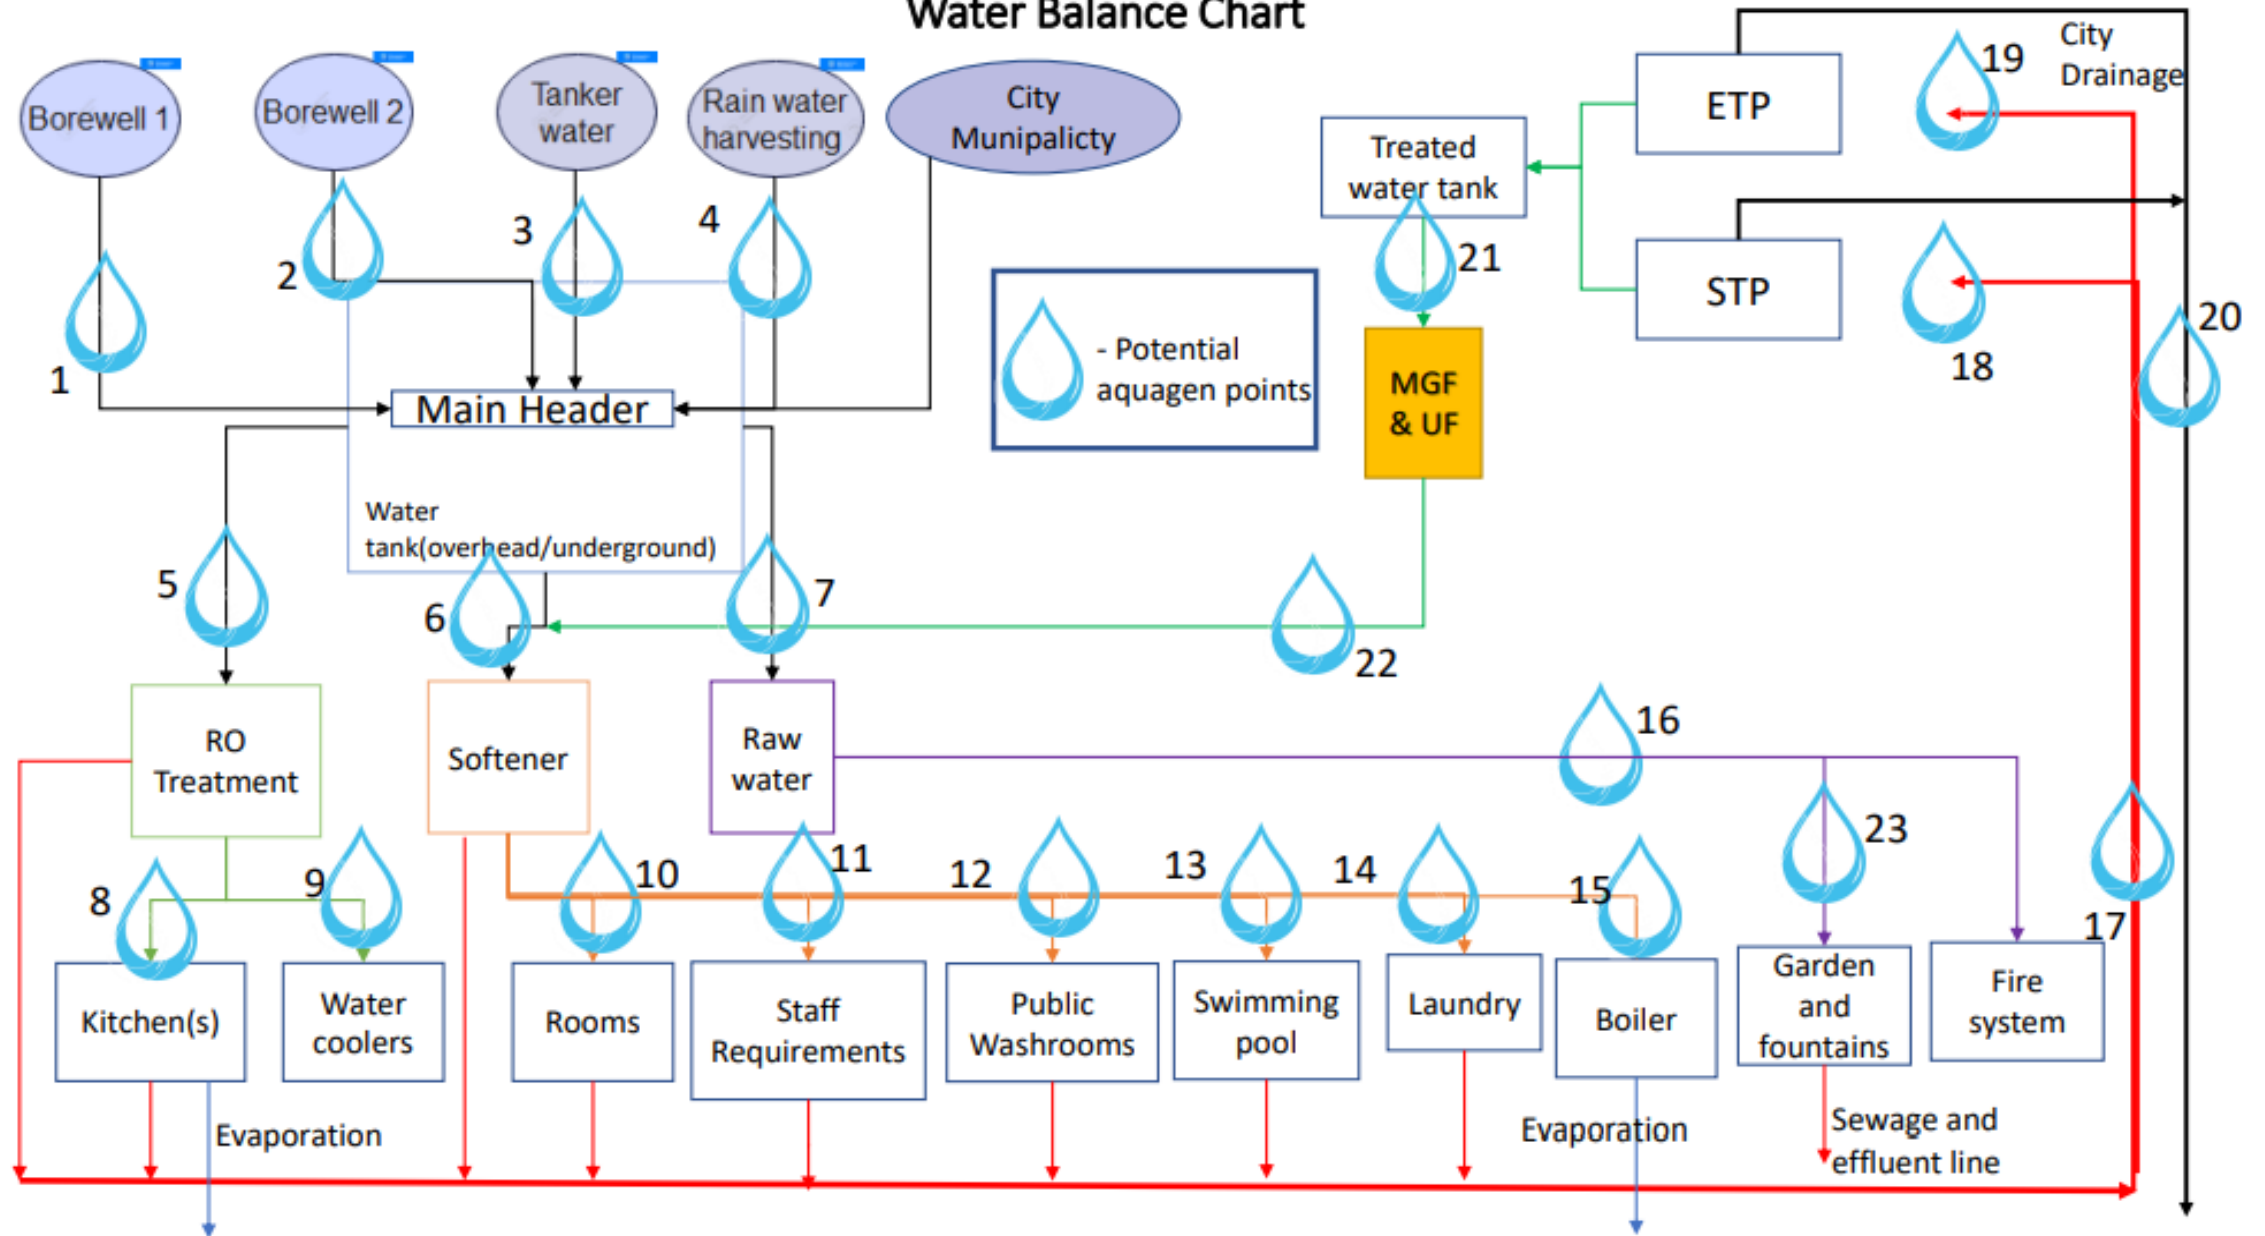 Water Balance Chart
Borewell 1
Borewell 2
Tanker
water
Rain water
harvesting
City
Munipalicty
ETP
19
City
Drainage
Treated
water tank
STP
1
2
3
4
21
18
20
- Potential
aquagen points
MGF
& UF
Main Header
Water
tank(overhead/underground)
5
6
7
22
RO
Treatment
Softener
Raw
water
16
8
9
10
11
12
13
14
15
23
17
Kitchen(s)
Water
coolers
Rooms
Staff
Requirements
Public
Washrooms
Swimming
pool
Laundry
Boiler
Garden
and
fountains
Fire
system
Evaporation
Evaporation
Sewage and
effluent line